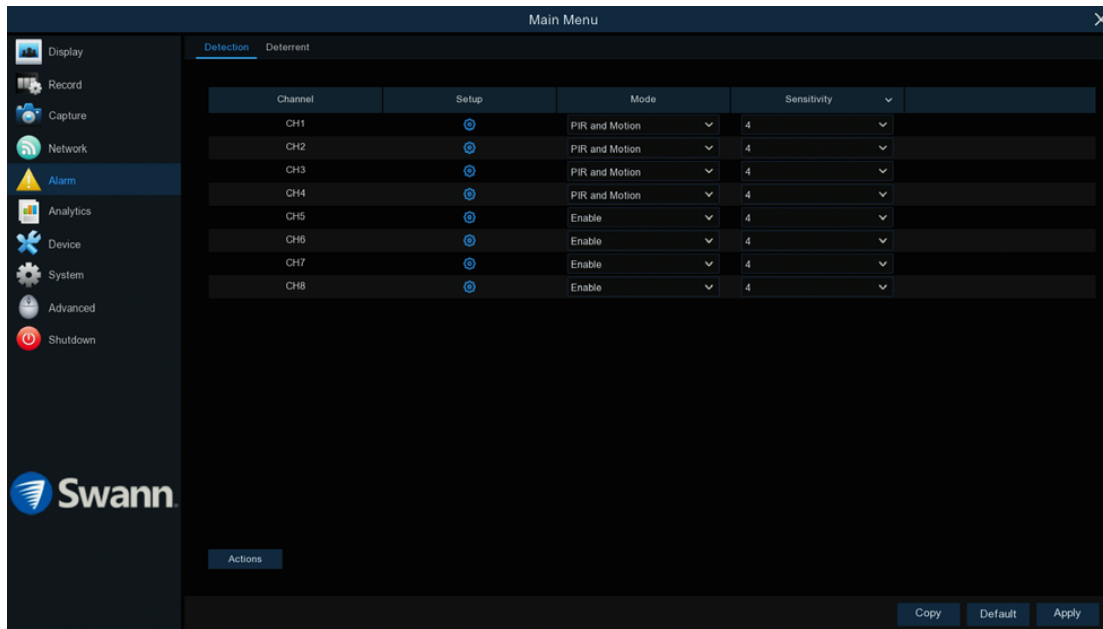 Main Menu
Display
Record
Capture
Network
Alarm
Analytics
Device
System
Advanced
Shutdown
Swann
Detection Deterrent
Channel Setup Mode Sensitivity
CH1 PIR and Motion 4
CH2 PIR and Motion 4
CH3 PIR and Motion 4
CH4 PIR and Motion 4
CH5 Enable 4
CH6 Enable 4
CH7 Enable 4
CH8 Enable 4
Actions
Copy Default Apply